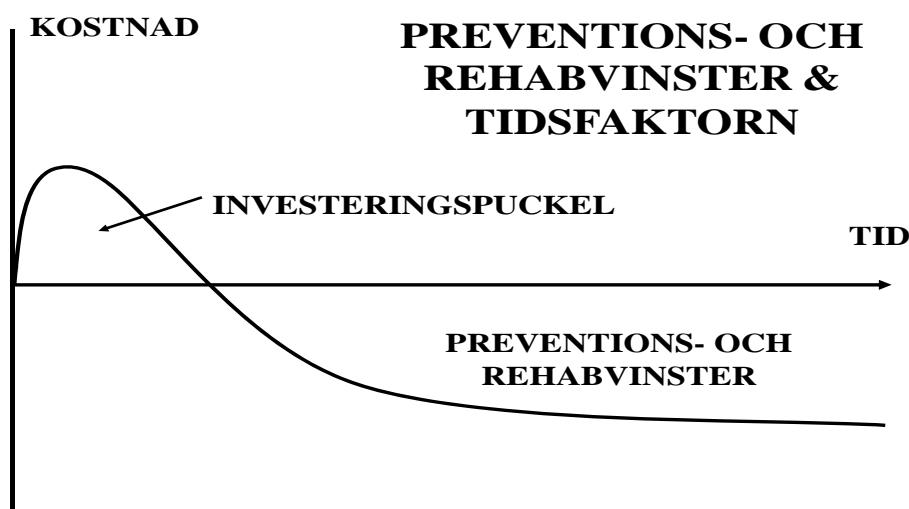 KOSTNAD
PREVENTIONS- OCH
REHABVINSTER &
TIDSFAKTORN
INVESTERINGSPUCKEL
TID
PREVENTIONS- OCH
REHABVINSTER